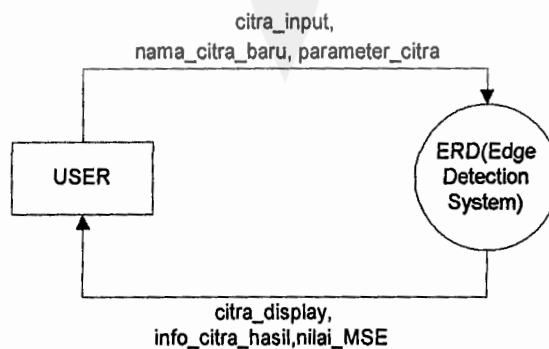 citra_input,
nama_citra_baru, parameter_citra
USER
ERD(Edge
Detection
System)
citra_display,
info_citra_hasil,nilai_MSE